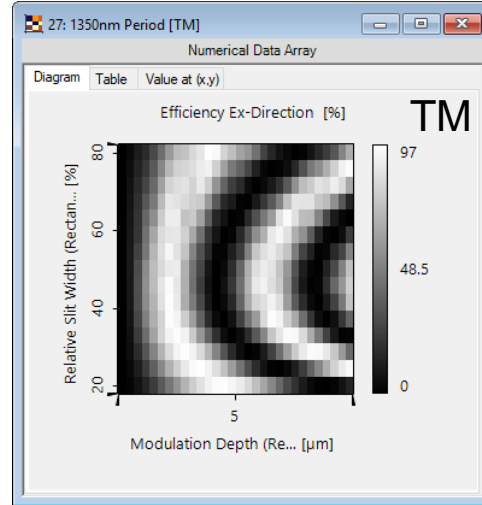 27: 1350nm Period [TM]
Numerical Data Array
Diagram Table Value at (x,y)
Efficiency Ex-Direction [%]
TM
Relative Slit Width (Rectan... [%]
80
60
40
20
5
Modulation Depth (Re... [μm]
97
48.5
0